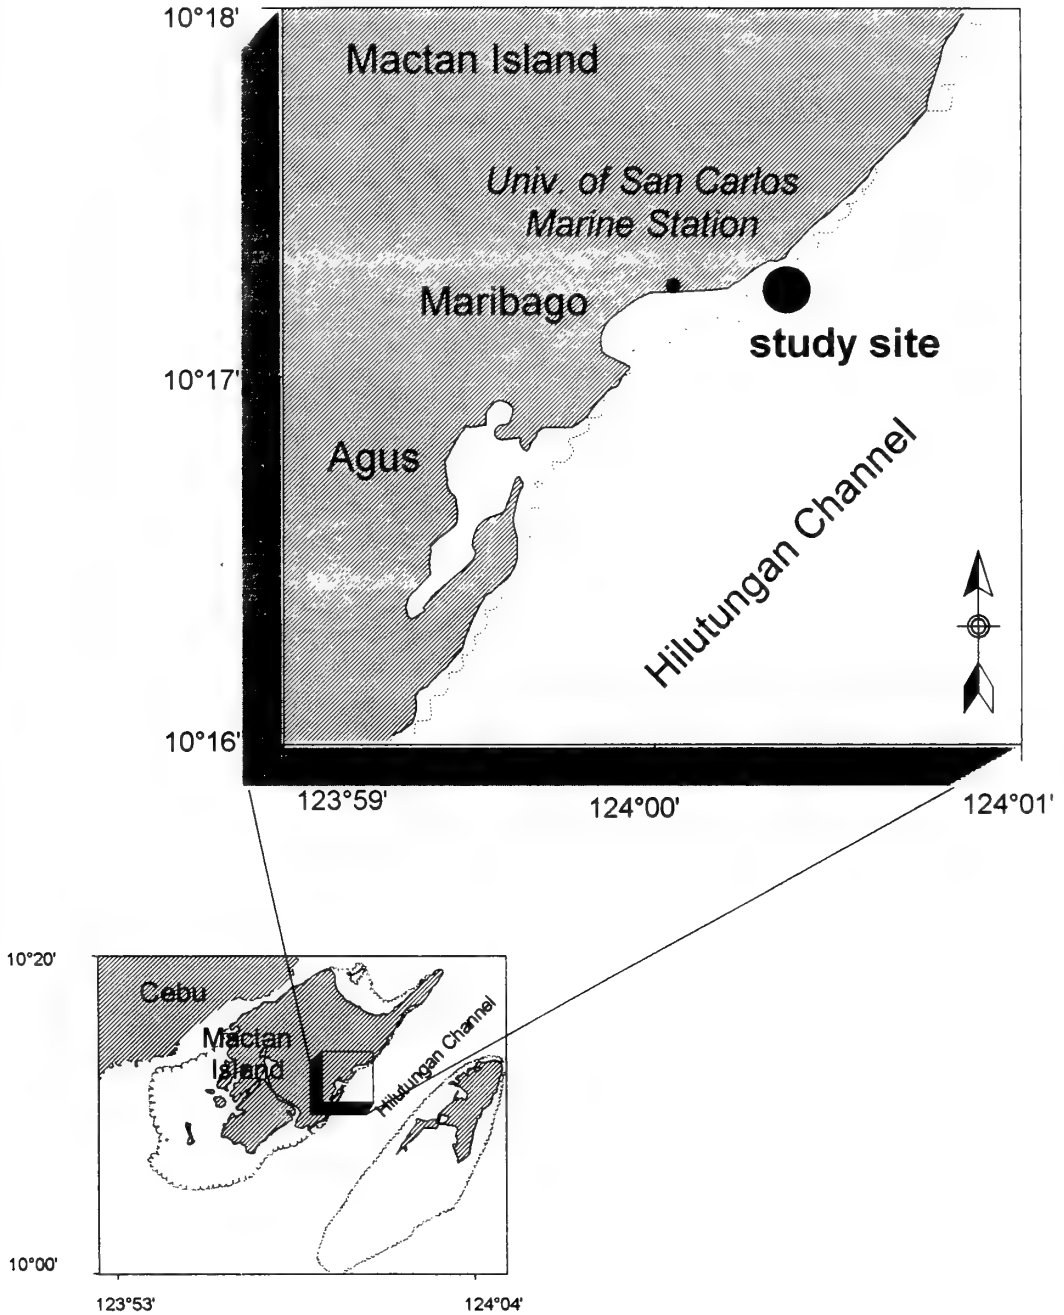 10°18'
Mactan Island
Univ. of San Carlos
Marine Station
Maribago
study site
10°17'
Agus
Hilutungan Channel
10°16'
123°59'
124°00'
124°01'
10°20'
Cebu
Mactan
Island
Hilutungan Channel
10°00'
123°53'
124°04'